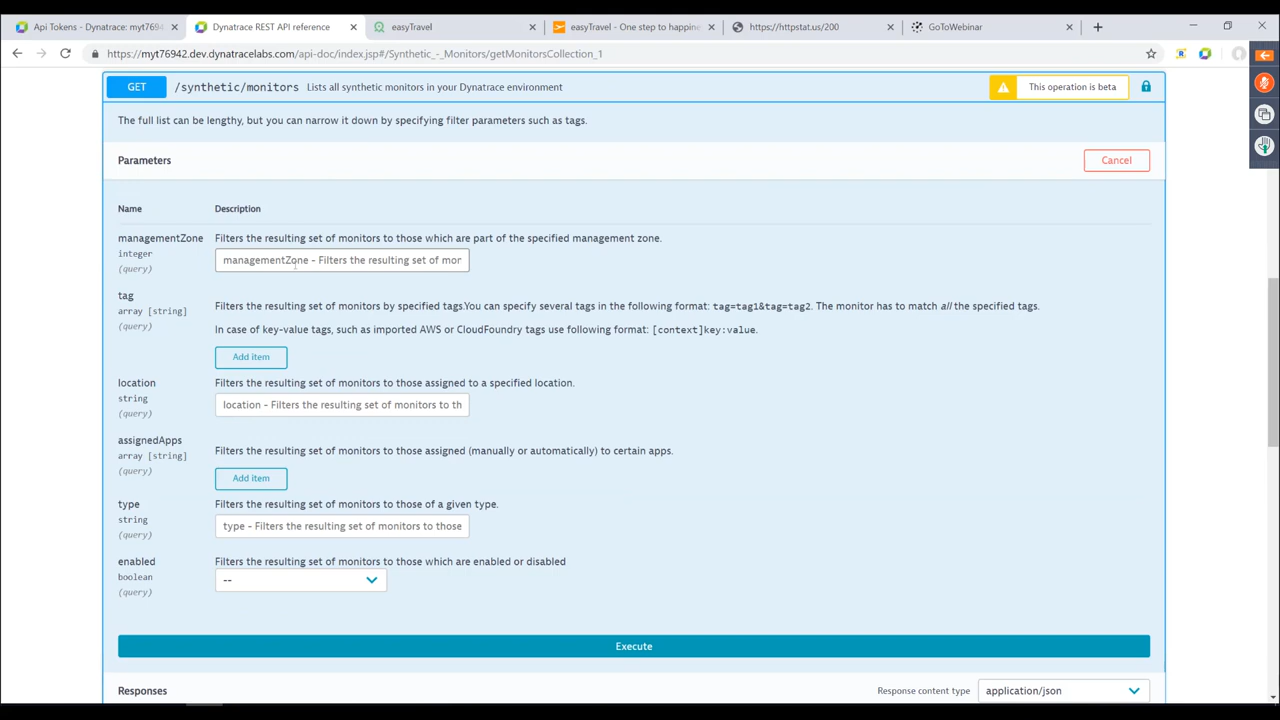 Api Tokens - Dynatrace: myt769
Dynatrace REST API reference
easyTravel
easyTravel - One step to happine
https://httpstat.us/200
GoToWebinar
https://myt76942.dev.dynatracelabs.com/api-doc/index.jsp#/Synthetic_-_Monitors/getMonitorsCollection_1
GET /synthetic/monitors Lists all synthetic monitors in your Dynatrace environment This operation is beta
The full list can be lengthy, but you can narrow it down by specifying filter parameters such as tags.
Parameters Cancel
Name Description
managementZone Filters the resulting set of monitors to those which are part of the specified management zone.
integer
(query)
managementZone - Filters the resulting set of mor
tag
array [string]
(query)
Filters the resulting set of monitors by specified tags.You can specify several tags in the following format: tag=tag1&tag=tag2. The monitor has to match all the specified tags.
In case of key-value tags, such as imported AWS or CloudFoundry tags use following format: [context]key:value.
Add item
location Filters the resulting set of monitors to those assigned to a specified location.
string
(query)
location - Filters the resulting set of monitors to th
assignedApps
array [string]
(query)
Filters the resulting set of monitors to those assigned (manually or automatically) to certain apps.
Add item
type Filters the resulting set of monitors to those of a given type.
string
(query)
type - Filters the resulting set of monitors to those
enabled Filters the resulting set of monitors to those which are enabled or disabled
boolean
(query)
--
Execute
Responses Response content type application/json